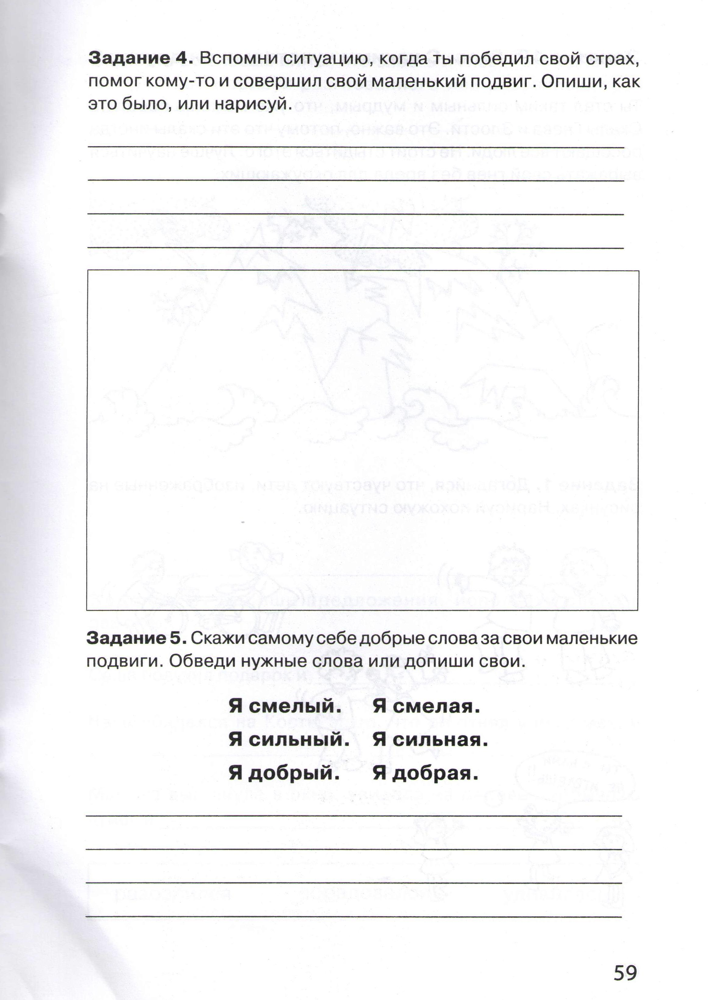 Задание 4. Вспомни ситуацию, когда ты победил свой страх,
помог кому-то и совершил свой маленький подвиг. Опиши, как
это было, или нарисуй.
Задание 5. Скажи самому себе добрые слова за свои маленькие
подвиги. Обведи нужные слова или допиши свои.
Я смелый. Я смелая.
Я сильный. Я сильная.
Я добрый. Я добрая.
59